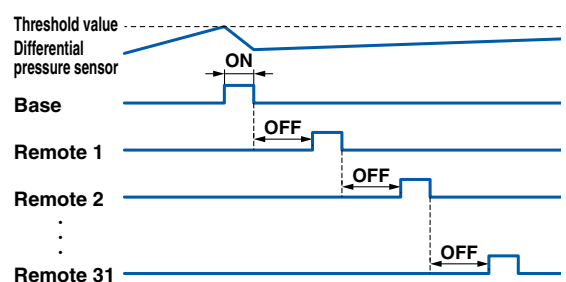 Threshold value
Differential
pressure sensor
ON
Base
OFF
Remote 1
OFF
Remote 2
OFF
Remote 31